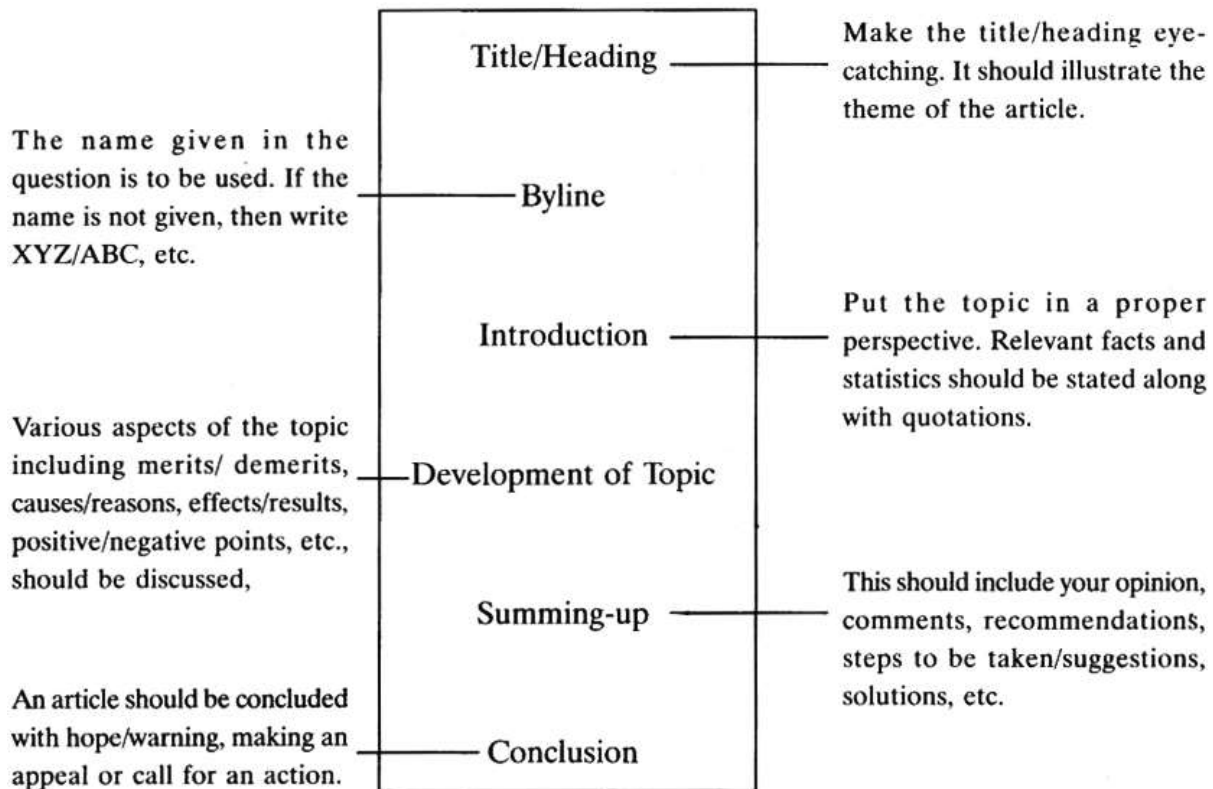 Title/Heading
Make the title/heading eye-
catching. It should illustrate the
theme of the article.
The name given in the
question is to be used. If the
name is not given, then write
XYZ/ABC, etc.
Byline
Introduction
Put the topic in a proper
perspective. Relevant facts and
statistics should be stated along
with quotations.
Various aspects of the topic
including merits/ demerits,
causes/reasons, effects/results,
positive/negative points, etc.,
should be discussed,
Development of Topic
Summing-up
This should include your opinion,
comments, recommendations,
steps to be taken/suggestions,
solutions, etc.
An article should be concluded
with hope/warning, making an
appeal or call for an action.
Conclusion